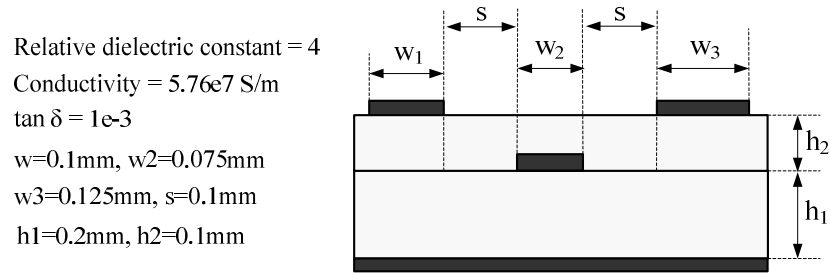 Relative dielectric constant = 4
Conductivity = 5.76e7 S/m
tan δ = 1e-3
w=0.1mm, w2=0.075mm
w3=0.125mm, s=0.1mm
h1=0.2mm, h2=0.1mm
s s
w1 w2 w3
h2
h1